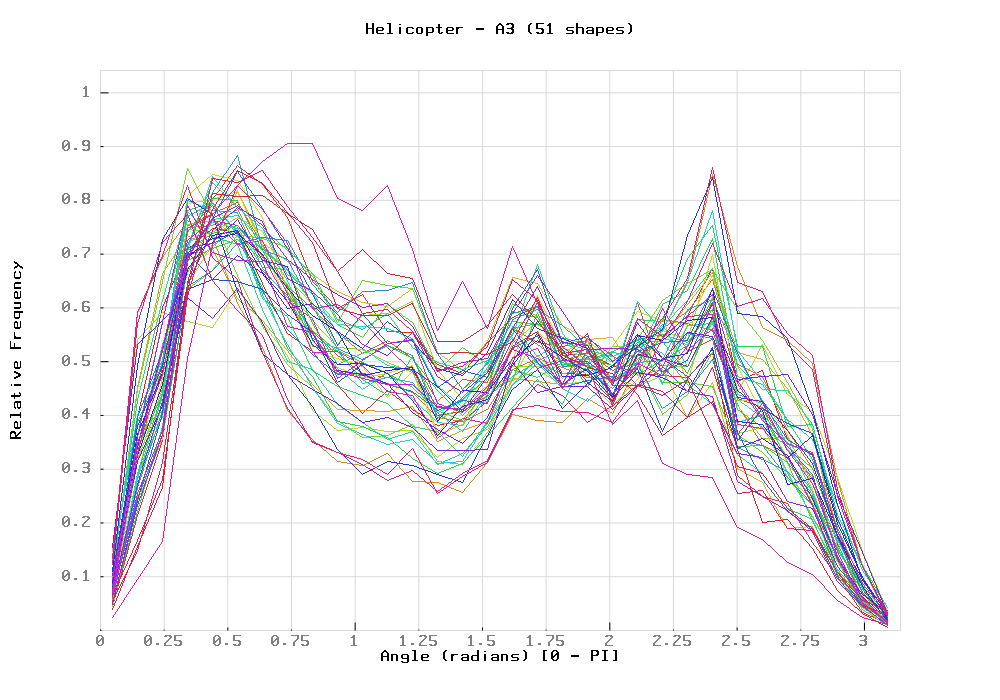 Helicopter - A3 (51 shapes)
1
0.9
0.8
0.7
0.6
0.5
0.4
0.3
0.2
0.1
Relative Frequency
0 0.25 0.5 0.75 1 1.25 1.5 1.75 2 2.25 2.5 2.75 3
Angle (radians) [0 - PI]